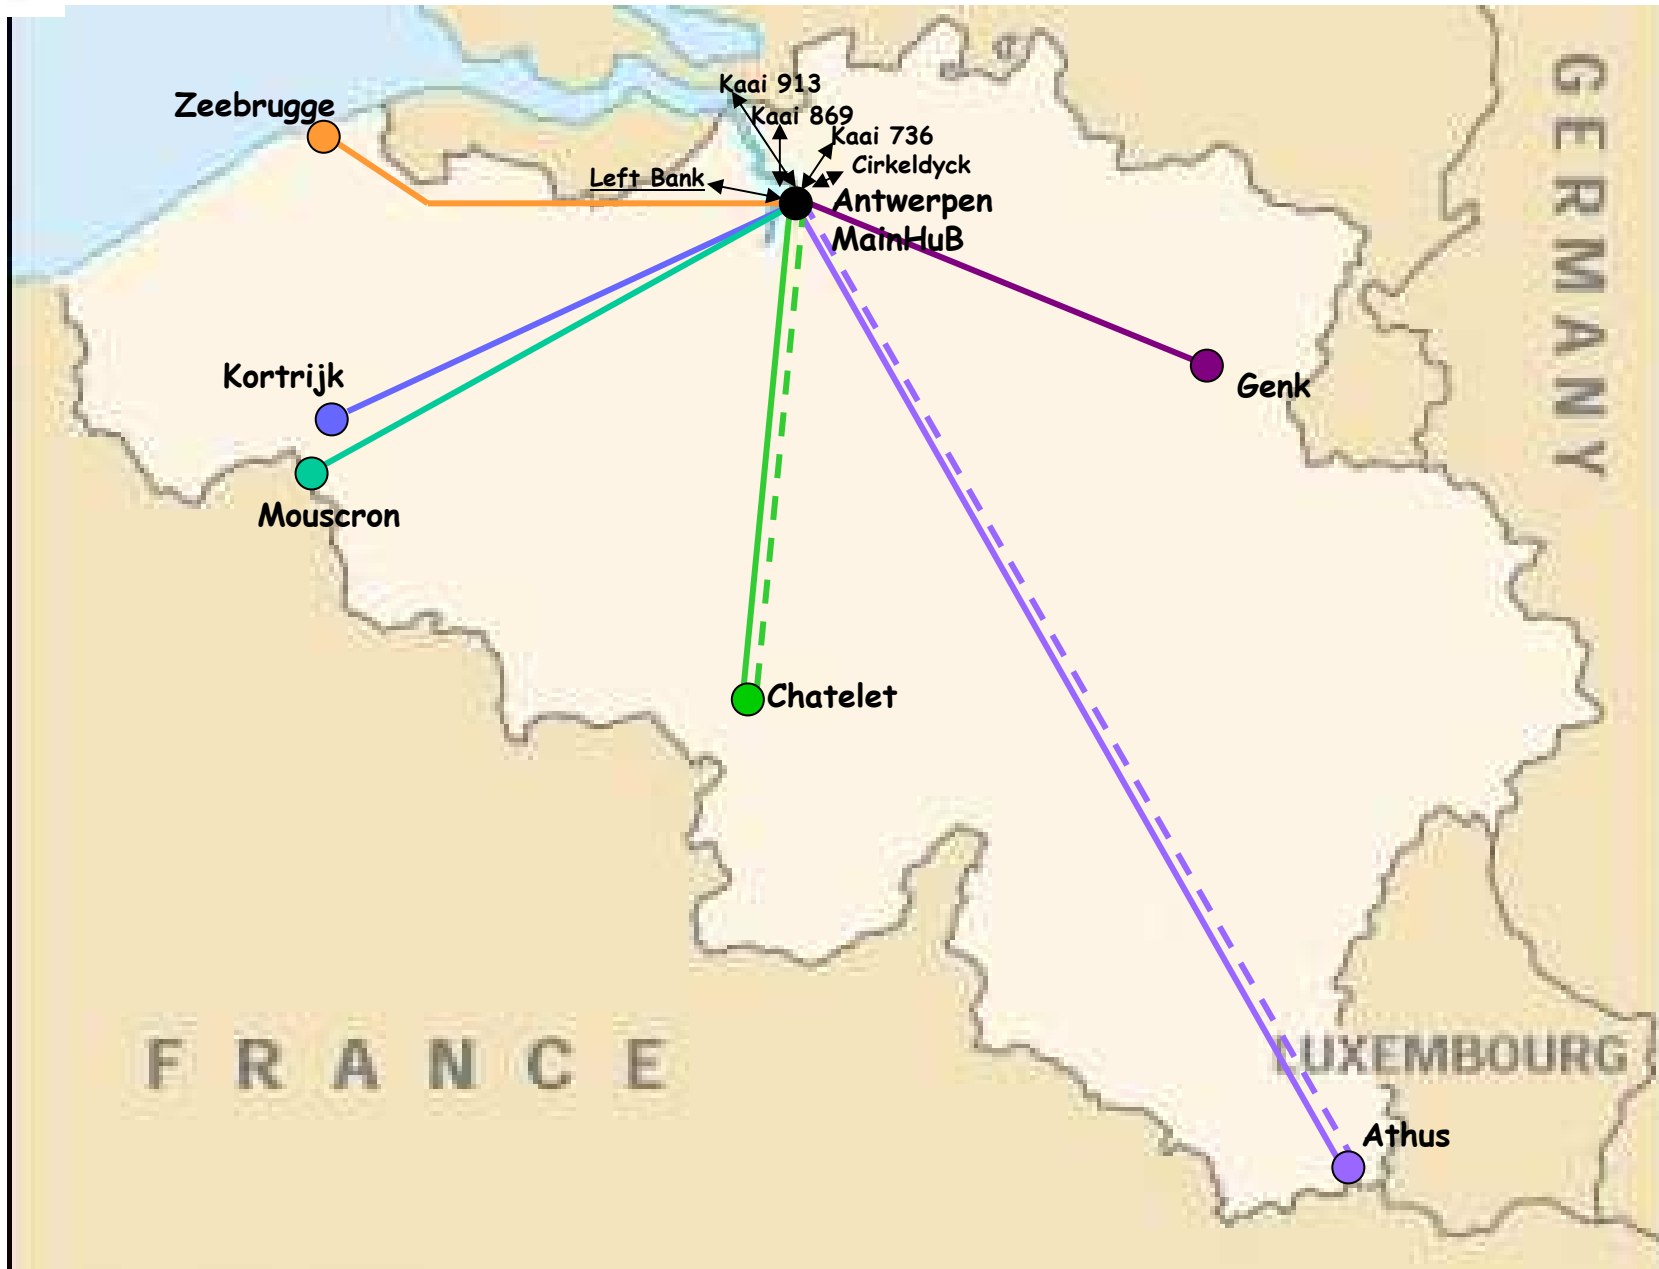 Kaai 913
Zeebrugge
Kaai 869
Kaai 736
Cirkeldyck
Left Bank
Antwerpen
MainHuB
Kortrijk
Genk
Mouscron
Chatelet
GERMANY
FRANCE
LUXEMBOURG
Athus